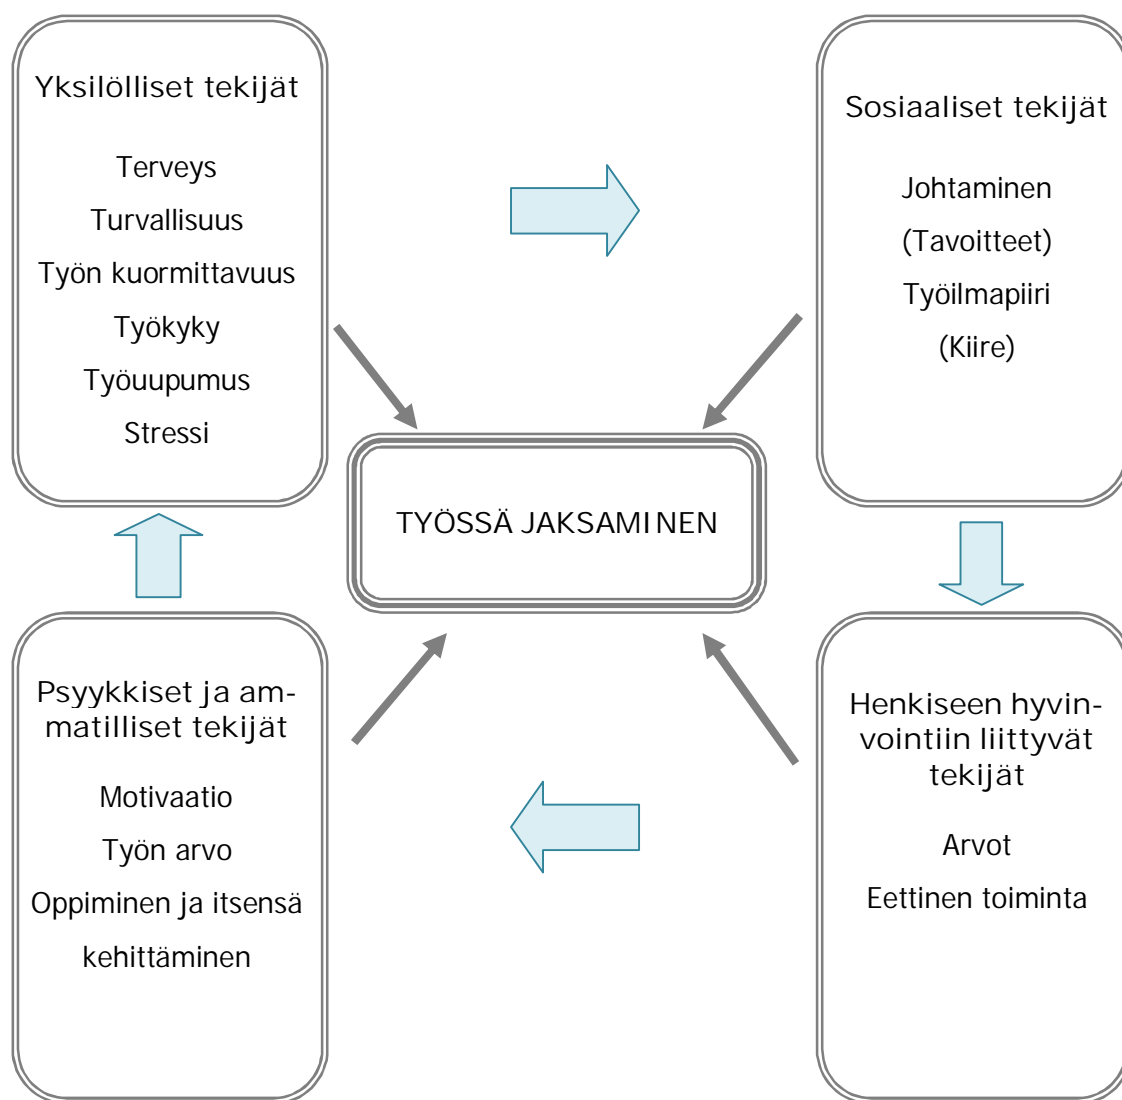 Yksilölliset tekijät
Terveys
Turvallisuus
Työn kuormittavuus
Työkyky
Työuupumus
Stressi
Sosiaaliset tekijät
Johtaminen
(Tavoitteet)
Työilmapiiri
(Kiire)
TYÖSSÄ JAKSAMINEN
Psyykkiset ja am-
matilliset tekijät
Motivaatio
Työn arvo
Oppiminen ja itsensä
kehittäminen
Henkiseen hyvin-
vointiin liittyvät
tekijät
Arvot
Eettinen toiminta